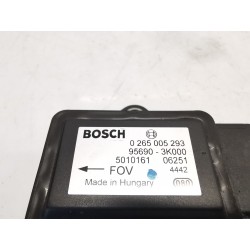 BOSCH
0 265 005 293
95690 - 3K000
5010161 06251
FOV 4442
Made in Hungary